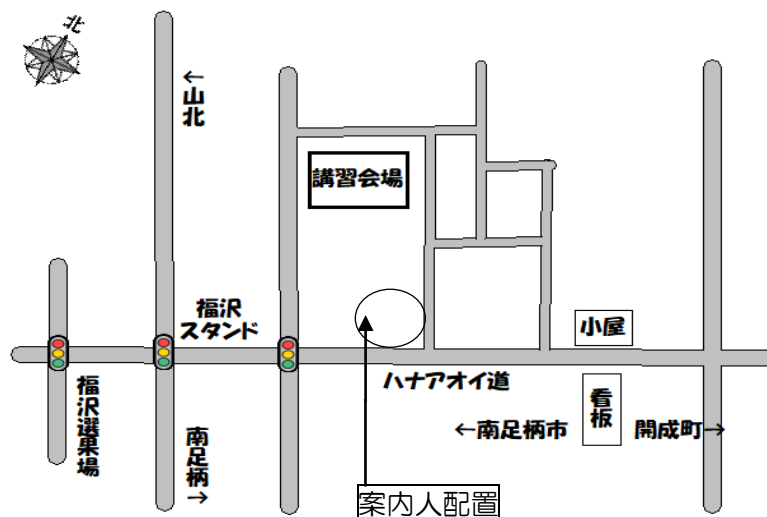 北
←山北
講習会場
福沢
スタンド
小屋
ハナアオイ道
福沢選果場
看板
←南足柄市
開成町→
南足柄→
案内人配置